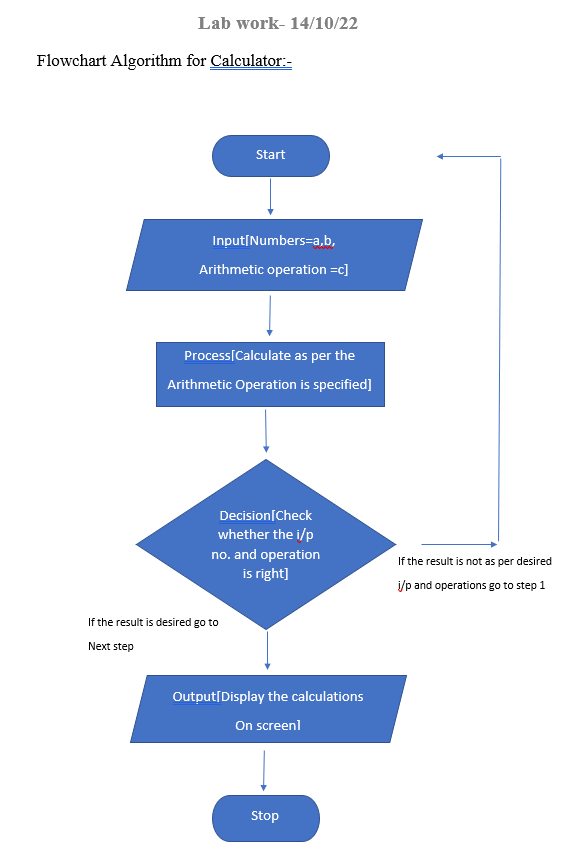 Lab work- 14/10/22
Flowchart Algorithm for Calculator:-
Start
Input[Numbers=a,b,
Arithmetic operation =c]
Process[Calculate as per the
Arithmetic Operation is specified]
Decision[Check
whether the i/p
no. and operation
is right]
If the result is not as per desired
i/p and operations go to step 1
If the result is desired go to
Next step
Output[Display the calculations
On screen]
Stop